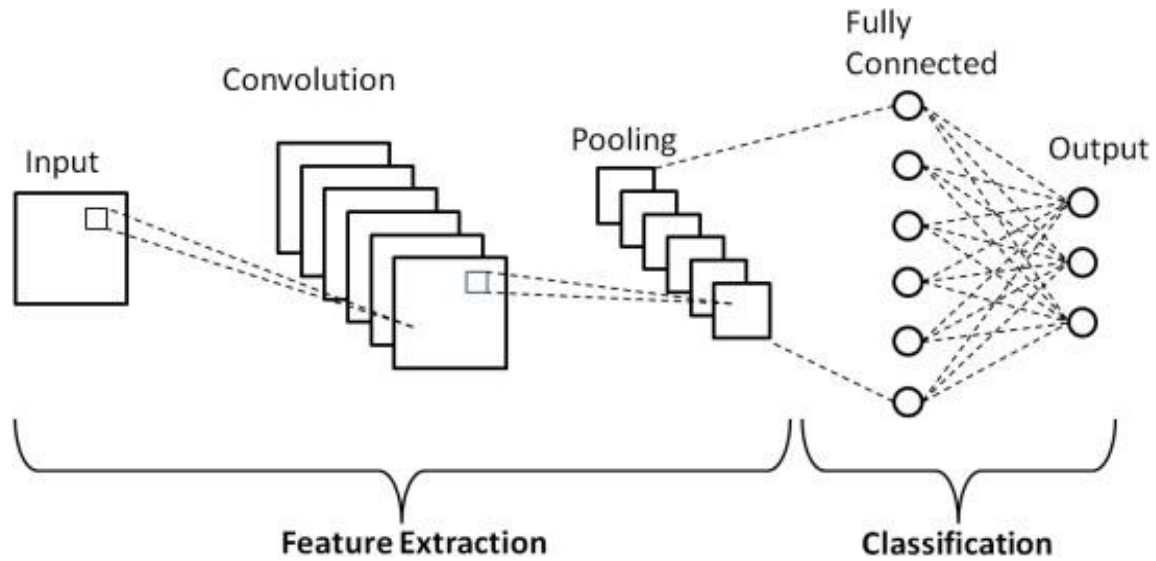 Input
Convolution
Pooling
Fully
Connected
Output
Feature Extraction
Classification